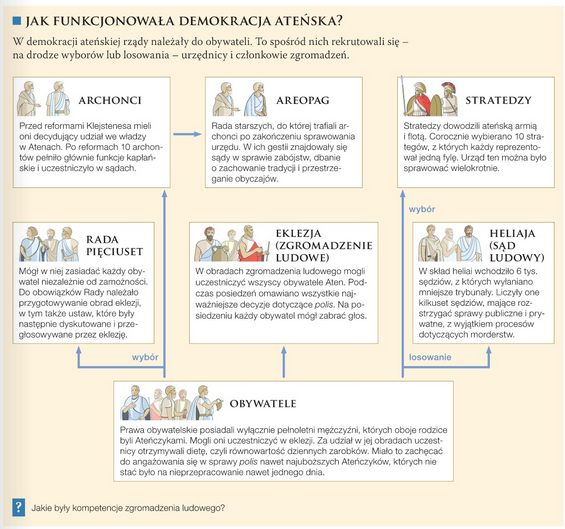 JAK FUNKCJONOWAŁA DEMOKRACJA ATEŃSKA?
W demokracji ateńskiej rządy należały do obywateli. To spośród nich rekrutowali się –
na drodze wyborów lub losowania – urzędnicy i członkowie zgromadzeń.
ARCHONCI
Przed reformami Klejstenesa mieli
oni decydujący udział we władzy
w Atenach. Po reformach 10 archon-
tów pełniło głównie funkcje kapłań-
skie i uczestniczyło w sądach.
AREOPAG
Rada starszych, do której trafiali ar-
chonci po zakończeniu sprawowania
urzędu. W ich gestii znajdowały się
sądy w sprawie zabójstw, dbanie
o zachowanie tradycji i przestrze-
ganie obyczajów.
STRATEDZY
Stratedzy dowodzili ateńską armią
i flotą. Corocznie wybierano 10 stra-
tegów, z których każdy reprezento-
wał jedną fylę. Urząd ten można było
sprawować wielokrotnie.
wybór
RADA
PIĘCIUSET
Mógł w niej zasiadać każdy oby-
watel niezależnie od zamożności.
Do obowiązków Rady należało
przygotowywanie obrad eklezji,
w tym także ustaw, które były
następnie dyskutowane i prze-
głosowywane przez eklezję.
EKLEZJA
(ZGROMADZENIE
LUDOWE)
W obradach zgromadzenia ludowego mogli
uczestniczyć wszyscy obywatele Aten. Pod-
czas posiedzeń omawiano wszystkie naj-
ważniejsze decyzje dotyczące polis. Na po-
siedzeniu każdy obywatel mógł zabrać głos.
HELIAJA
(SĄD
LUDOWY)
W skład heliai wchodziło 6 tys.
sędziów, z których wyłaniano
mniejsze trybunały. Liczyły one
kilkuset sędziów, mające roz-
strzygać sprawy publiczne i pry-
watne, z wyjątkiem procesów
dotyczących morderstw.
wybór
losowanie
OBYWATELE
Prawa obywatelskie posiadali wyłącznie pełnoletni mężczyźni, których oboje rodzice
byli Ateńczykami. Mogli oni uczestniczyć w eklezji. Za udział w jej obradach uczest-
nicy otrzymywali dietę, czyli równowartość dziennych zarobków. Miało to zachęcać
do angażowania się w sprawy polis nawet najuboższych Ateńczyków, których nie
stać było na nieprzepracowanie nawet jednego dnia.
? Jakie były kompetencje zgromadzenia ludowego?